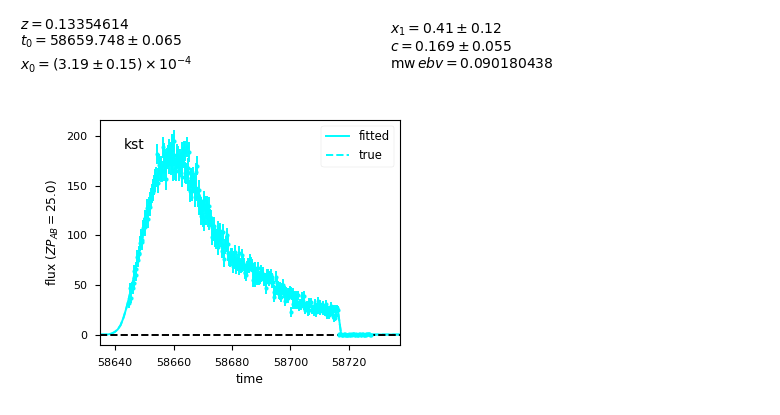 z = 0.13354614
t₀ = 58659.748 ± 0.065
x₀ = (3.19 ± 0.15) × 10⁻⁴
x₁ = 0.41 ± 0.12
c = 0.169 ± 0.055
mw ebv = 0.090180438
kst
fitted
true
flux (ZP_AB = 25.0)
200
150
100
50
0
58640 58660 58680 58700 58720
time